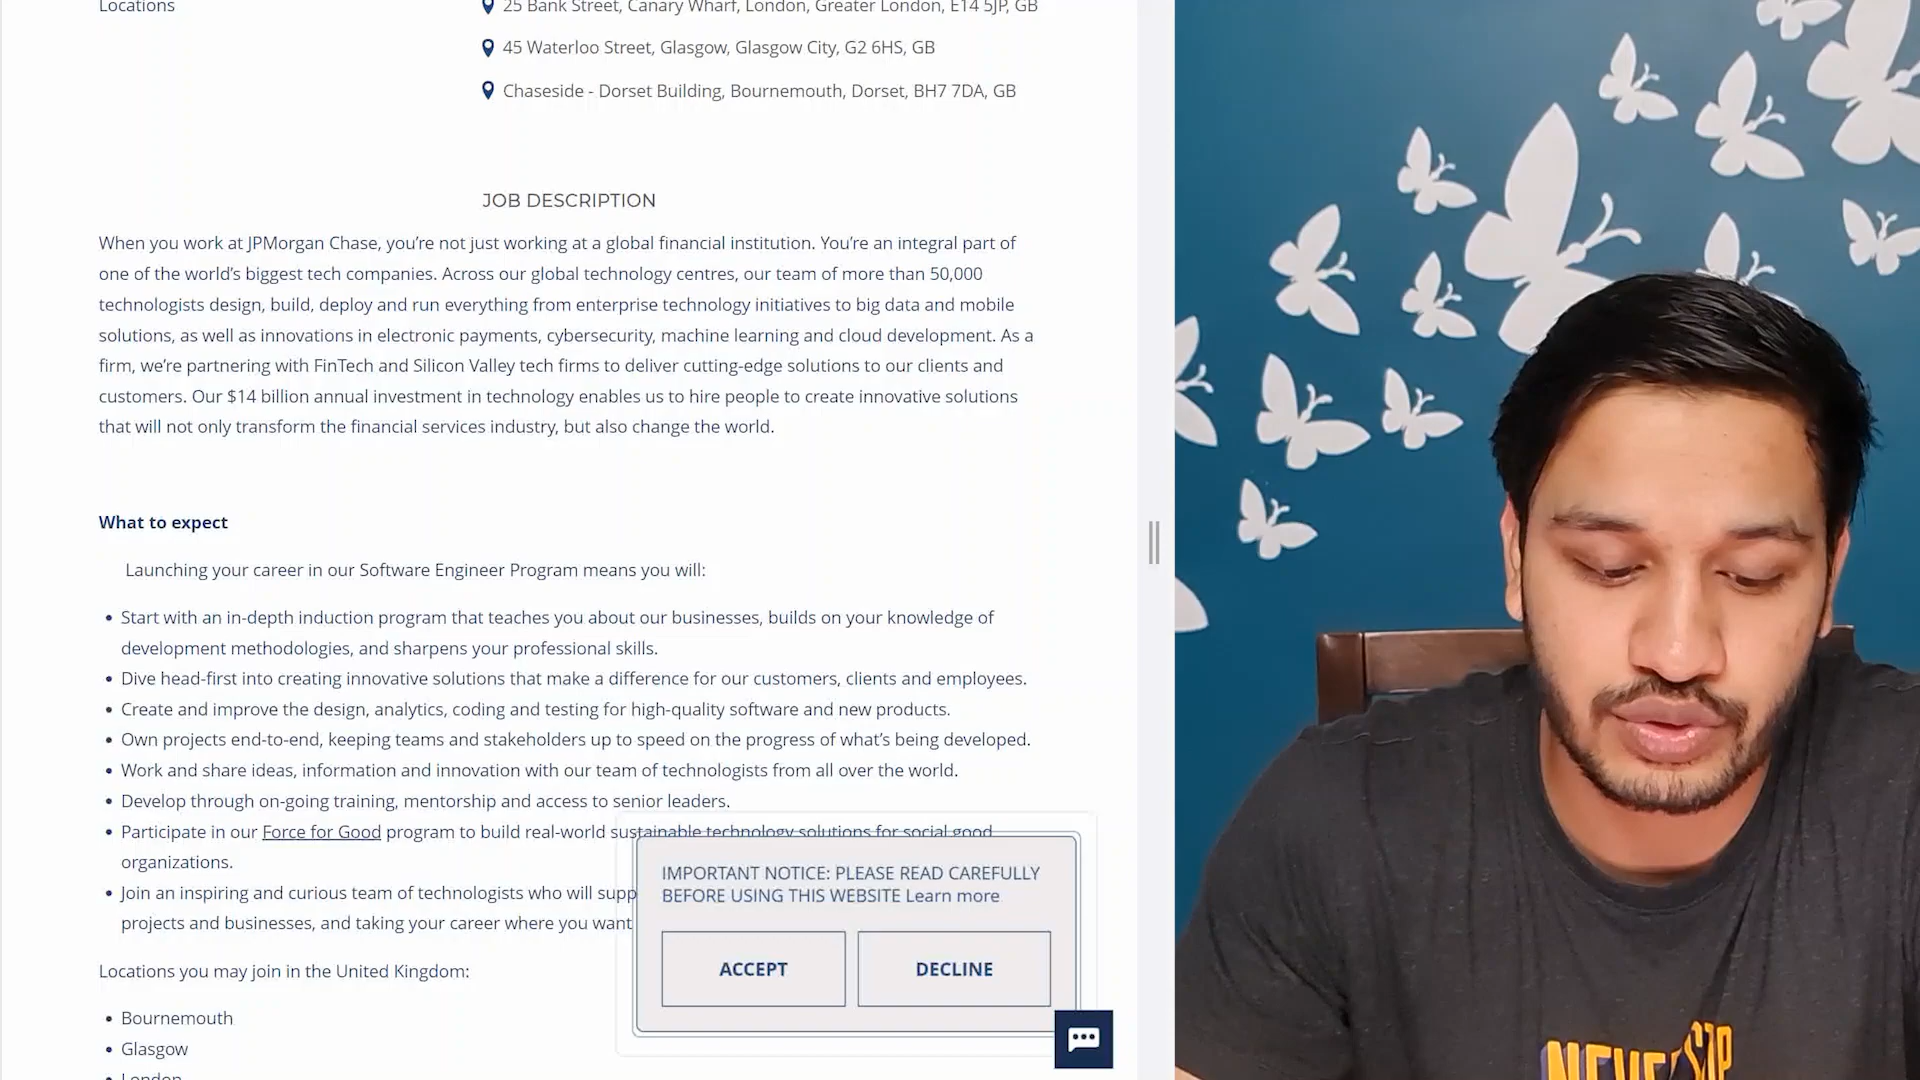 Locations
25 Bank Street, Canary Wharf, London, Greater London, E14 5JP, GB
45 Waterloo Street, Glasgow, Glasgow City, G2 6HS, GB
Chaseside - Dorset Building, Bournemouth, Dorset, BH7 7DA, GB
JOB DESCRIPTION
When you work at JPMorgan Chase, you’re not just working at a global financial institution. You’re an integral part of
one of the world’s biggest tech companies. Across our global technology centres, our team of more than 50,000
technologists design, build, deploy and run everything from enterprise technology initiatives to big data and mobile
solutions, as well as innovations in electronic payments, cybersecurity, machine learning and cloud development. As a
firm, we’re partnering with FinTech and Silicon Valley tech firms to deliver cutting-edge solutions to our clients and
customers. Our $14 billion annual investment in technology enables us to hire people to create innovative solutions
that will not only transform the financial services industry, but also change the world.
What to expect
Launching your career in our Software Engineer Program means you will:
• Start with an in-depth induction program that teaches you about our businesses, builds on your knowledge of
development methodologies, and sharpens your professional skills.
• Dive head-first into creating innovative solutions that make a difference for our customers, clients and employees.
• Create and improve the design, analytics, coding and testing for high-quality software and new products.
• Own projects end-to-end, keeping teams and stakeholders up to speed on the progress of what’s being developed.
• Work and share ideas, information and innovation with our team of technologists from all over the world.
• Develop through on-going training, mentorship and access to senior leaders.
• Participate in our Force for Good program to build real-world sustainable technology solutions for social good
organizations.
• Join an inspiring and curious team of technologists who will supp
projects and businesses, and taking your career where you want
Locations you may join in the United Kingdom:
• Bournemouth
• Glasgow
• London
IMPORTANT NOTICE: PLEASE READ CAREFULLY
BEFORE USING THIS WEBSITE Learn more
ACCEPT
DECLINE